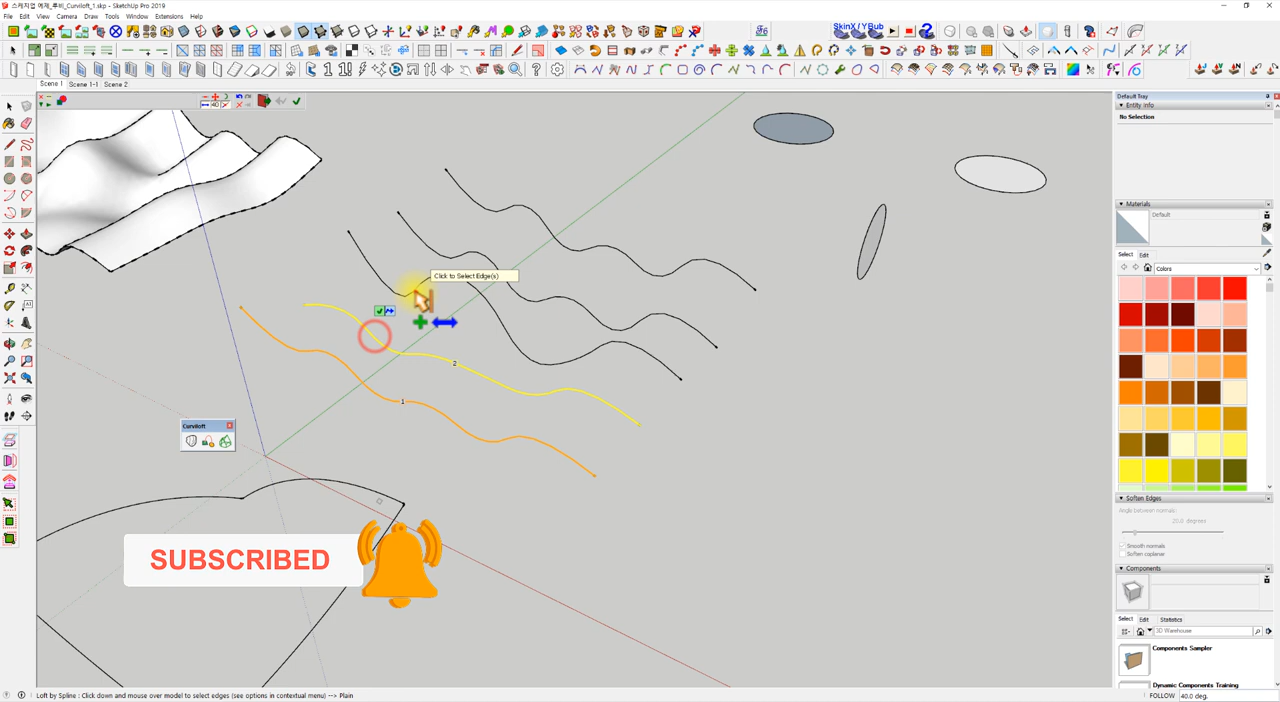 스케치업 예제_루비_Curviloft_1.skp - SketchUp Pro 2019
File Edit View Camera Draw Tools Window Extensions Help
SkinX/YBub
Scene 1 Scene 1-1 Scene 2
Default Tray
Entity Info
No Selection
Materials
Default
Select Edit
Colors
Click to Select Edge(s)
2
1
Curviloft
Soften Edges
Angle between normals:
20.0 degrees
Smooth normals
Soften coplanar
SUBSCRIBED
Components
Select Edit Statistics
3D Warehouse
Components Sampler
Dynamic Components Training
Loft by Spline : Click down and mouse over model to select edges (see options in contextual menu) --> Plain
FOLLOW 40.0 deg.